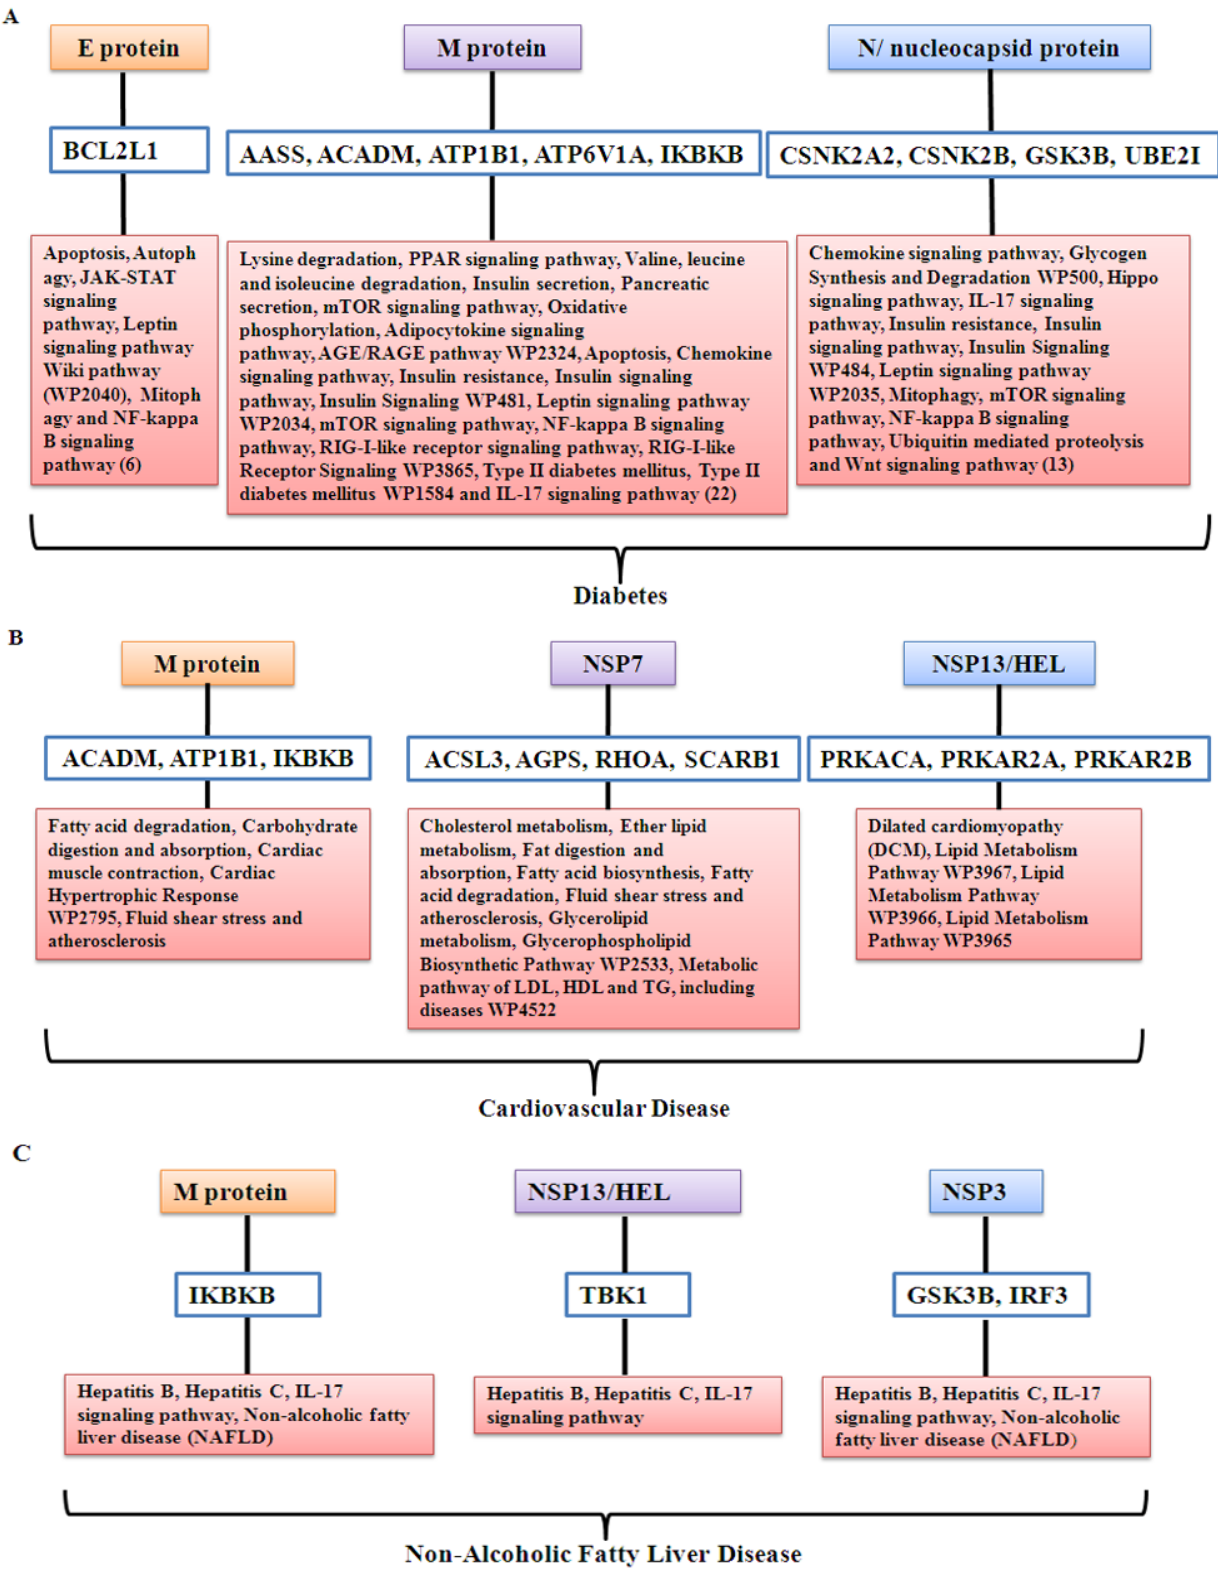 A
E protein
M protein
N/ nucleocapsid protein
BCL2L1
AASS, ACADM, ATP1B1, ATP6V1A, IKBKB
CSNK2A2, CSNK2B, GSK3B, UBE2I
Apoptosis, Autoph
agy, JAK-STAT
signaling
pathway, Leptin
signaling pathway
Wiki pathway
(WP2040), Mitoph
agy and NF-kappa
B signaling
pathway (6)
Lysine degradation, PPAR signaling pathway, Valine, leucine
and isoleucine degradation, Insulin secretion, Pancreatic
secretion, mTOR signaling pathway, Oxidative
phosphorylation, Adipocytokine signaling
pathway, AGE/RAGE pathway WP2324, Apoptosis, Chemokine
signaling pathway, Insulin resistance, Insulin signaling
pathway, Insulin Signaling WP481, Leptin signaling pathway
WP2034, mTOR signaling pathway, NF-kappa B signaling
pathway, RIG-I-like receptor signaling pathway, RIG-I-like
Receptor Signaling WP3865, Type II diabetes mellitus, Type II
diabetes mellitus WP1584 and IL-17 signaling pathway (22)
Chemokine signaling pathway, Glycogen
Synthesis and Degradation WP500, Hippo
signaling pathway, IL-17 signaling
pathway, Insulin resistance, Insulin
signaling pathway, Insulin Signaling
WP484, Leptin signaling pathway
WP2035, Mitophagy, mTOR signaling
pathway, NF-kappa B signaling
pathway, Ubiquitin mediated proteolysis
and Wnt signaling pathway (13)
Diabetes
B
M protein
NSP7
NSP13/HEL
ACADM, ATP1B1, IKBKB
ACSL3, AGPS, RHOA, SCARB1
PRKACA, PRKAR2A, PRKAR2B
Fatty acid degradation, Carbohydrate
digestion and absorption, Cardiac
muscle contraction, Cardiac
Hypertrophic Response
WP2795, Fluid shear stress and
atherosclerosis
Cholesterol metabolism, Ether lipid
metabolism, Fat digestion and
absorption, Fatty acid biosynthesis, Fatty
acid degradation, Fluid shear stress and
atherosclerosis, Glycerolipid
metabolism, Glycerophospholipid
Biosynthetic Pathway WP2533, Metabolic
pathway of LDL, HDL and TG, including
diseases WP4522
Dilated cardiomyopathy
(DCM), Lipid Metabolism
Pathway WP3967, Lipid
Metabolism Pathway
WP3966, Lipid Metabolism
Pathway WP3965
Cardiovascular Disease
C
M protein
NSP13/HEL
NSP3
IKBKB
TBK1
GSK3B, IRF3
Hepatitis B, Hepatitis C, IL-17
signaling pathway, Non-alcoholic fatty
liver disease (NAFLD)
Hepatitis B, Hepatitis C, IL-17
signaling pathway
Hepatitis B, Hepatitis C, IL-17
signaling pathway, Non-alcoholic
fatty liver disease (NAFLD)
Non-Alcoholic Fatty Liver Disease